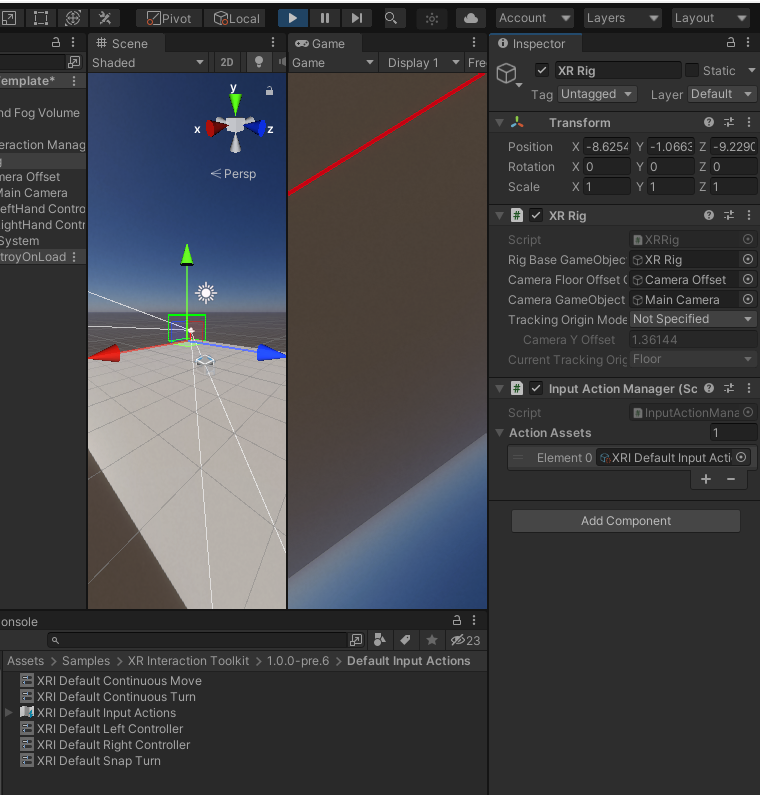 Pivot Local Account Layers Layout
Scene Game Inspector
Shaded 2D Game Display 1 Fre
XR Rig Static
Tag Untagged Layer Default
Transform
Position X -8.6254 Y -1.0663 Z -9.2290
Rotation X 0 Y 0 Z 0
Scale X 1 Y 1 Z 1
XR Rig
Script XRRig
Rig Base GameObjec XR Rig
Camera Floor Offset G Camera Offset
Camera GameObject Main Camera
Tracking Origin Mode Not Specified
Camera Y Offset 1.36144
Current Tracking Orig Floor
Input Action Manager (Sc
Script InputActionMana
Action Assets 1
Element 0 XRI Default Input Acti
+ −
Add Component
emplate*
nd Fog Volume
eraction Manag
g
mera Offset
Main Camera
eftHand Contro
ightHand Contr
System
troyOnLoad
y
x z
Persp
onsole
23
Assets > Samples > XR Interaction Toolkit > 1.0.0-pre.6 > Default Input Actions
XRI Default Continuous Move
XRI Default Continuous Turn
XRI Default Input Actions
XRI Default Left Controller
XRI Default Right Controller
XRI Default Snap Turn